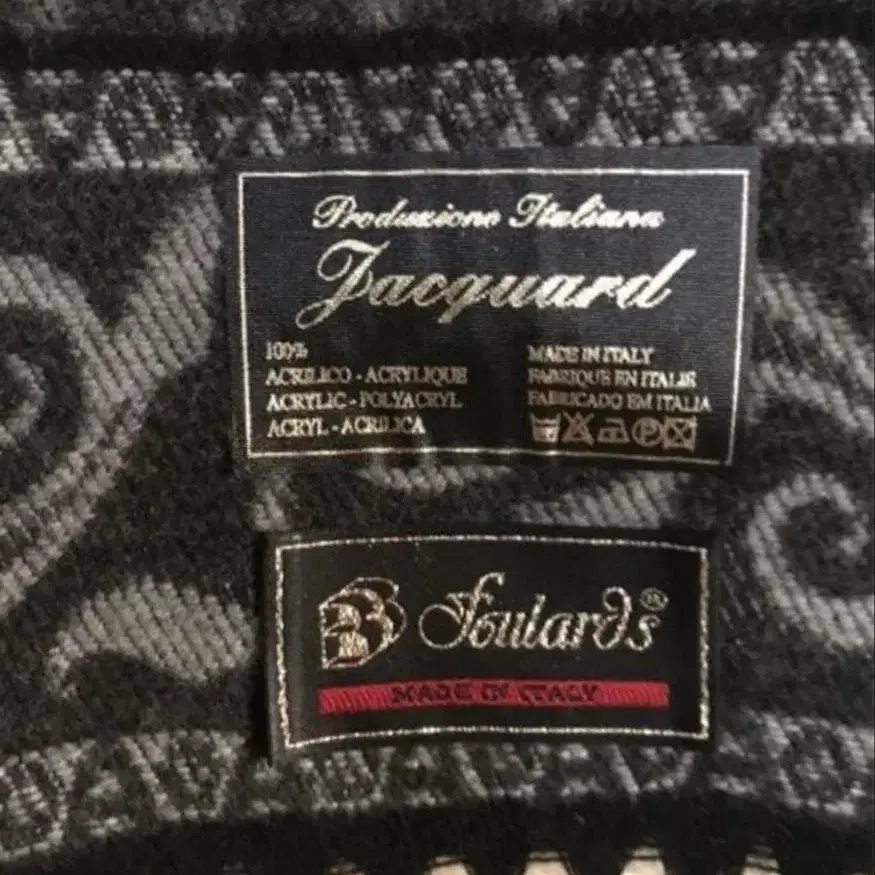 Produzione Italiana
Jacquard
100%
ACRILICO - ACRYLIQUE
ACRYLIC - POLYACRYL
ACRYL - ACRILICA
MADE IN ITALY
FABRIQUE EN ITALIE
FABRICADO EM ITALIA
Foulards®
MADE IN ITALY